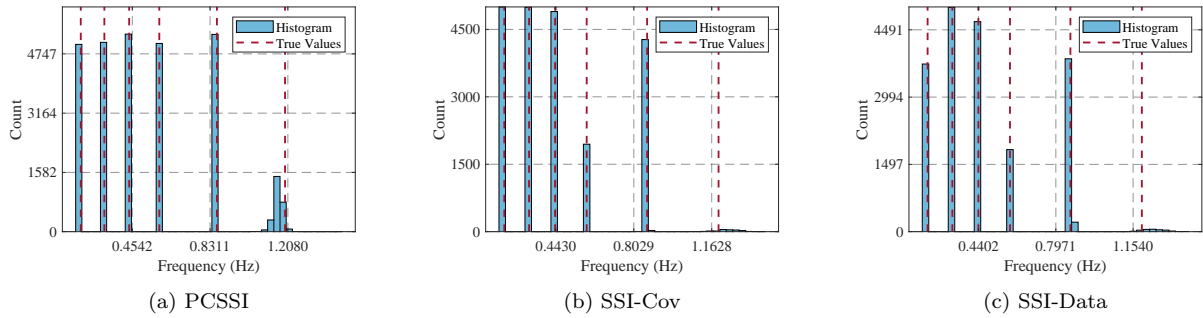 4747
3164
1582
0
Count
0.4542
0.8311
1.2080
Frequency (Hz)
Histogram
True Values
(a) PCSSI
4500
3000
1500
0
Count
0.4430
0.8029
1.1628
Frequency (Hz)
Histogram
True Values
(b) SSI-Cov
4491
2994
1497
0
Count
0.4402
0.7971
1.1540
Frequency (Hz)
Histogram
True Values
(c) SSI-Data